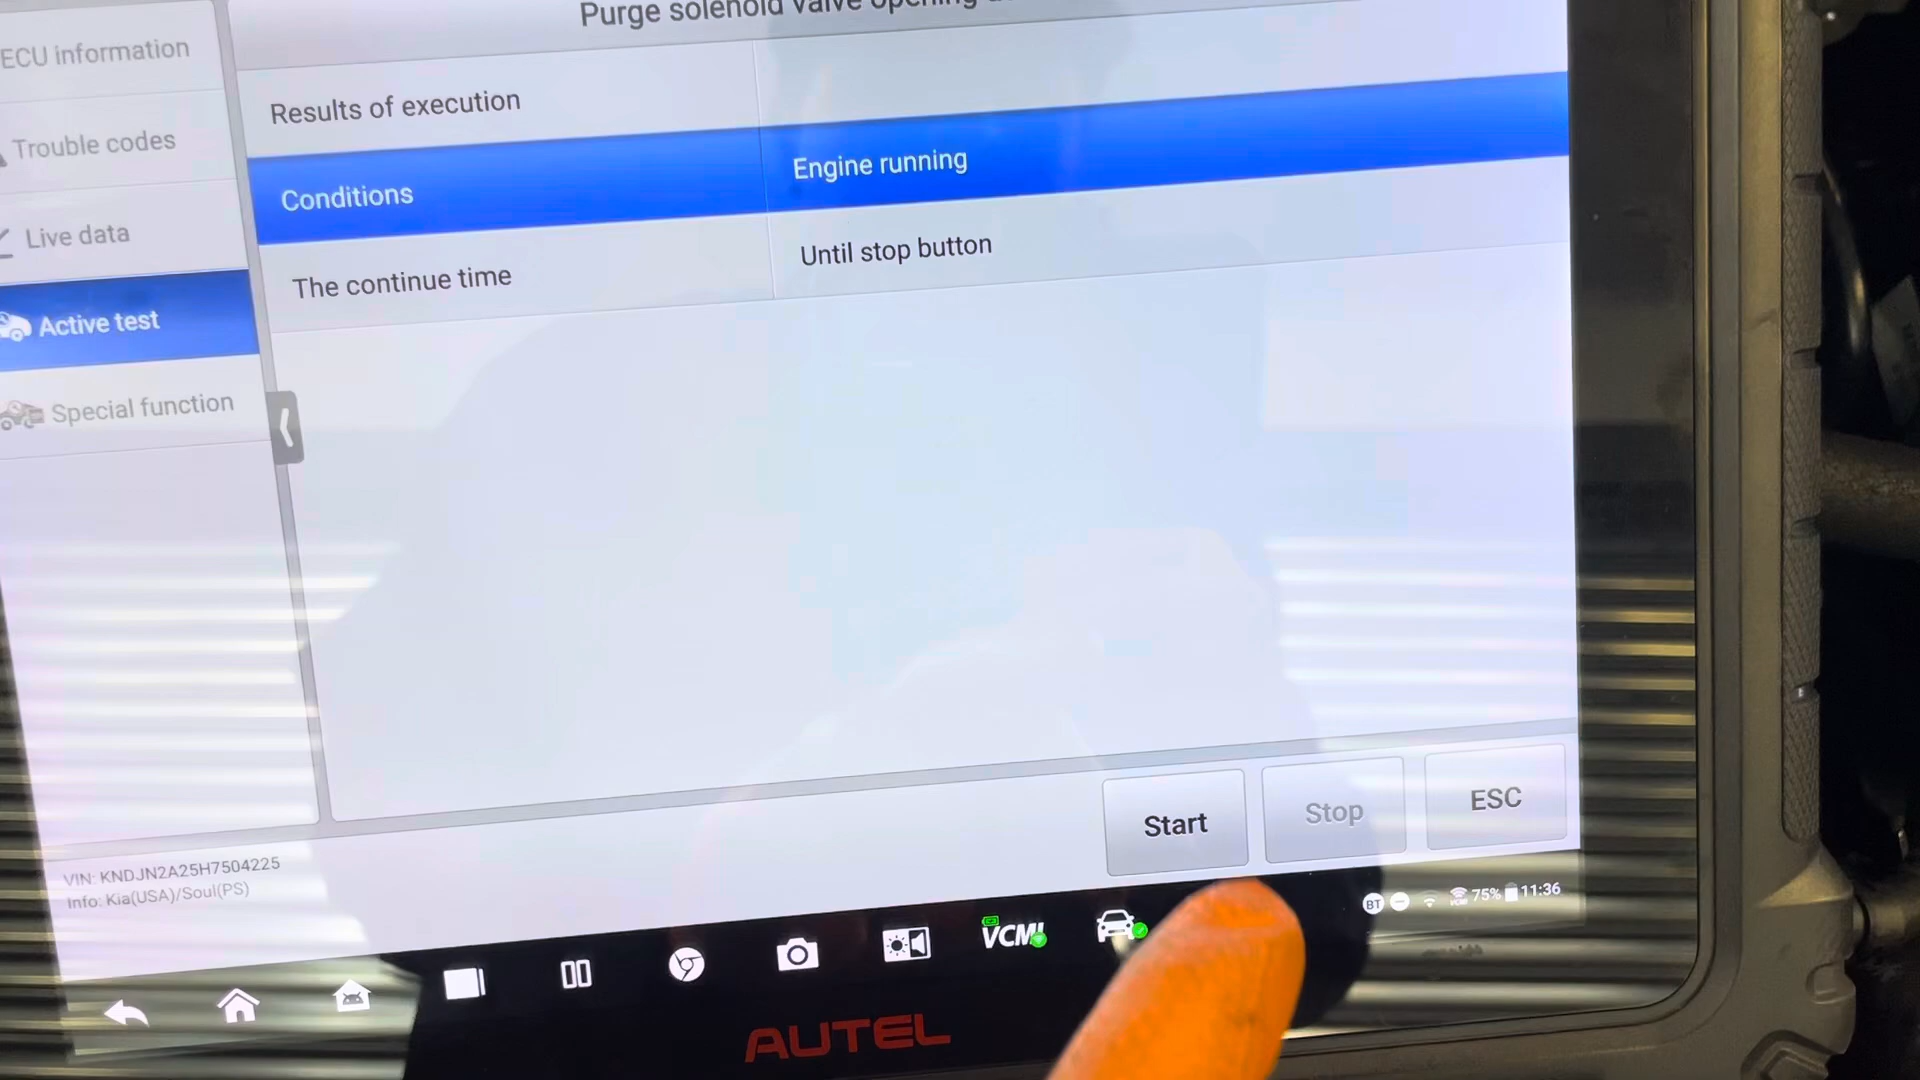 Purge solenoid valve opening
ECU information
Results of execution
Trouble codes
Conditions
Engine running
Live data
The continue time
Until stop button
Active test
Special function
Start
Stop
ESC
VIN: KNDJN2A25H7504225
Info: Kia(USA)/Soul(PS)
BT
75%
11:36
VCMI
AUTEL